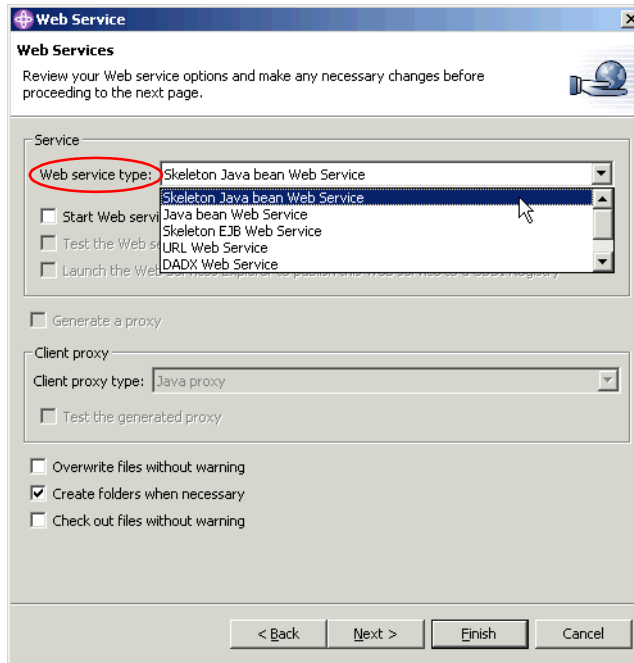 Web Service
Web Services
Review your Web service options and make any necessary changes before
proceeding to the next page.
Service
Web service type: Skeleton Java bean Web Service
Skeleton Java bean Web Service
Start Web servi
Java bean Web Service
Skeleton EJB Web Service
Test the Web se
URL Web Service
DADX Web Service
Launch the Web
Generate a proxy
Client proxy
Client proxy type: Java proxy
Test the generated proxy
Overwrite files without warning
Create folders when necessary
Check out files without warning
< Back
Next >
Finish
Cancel